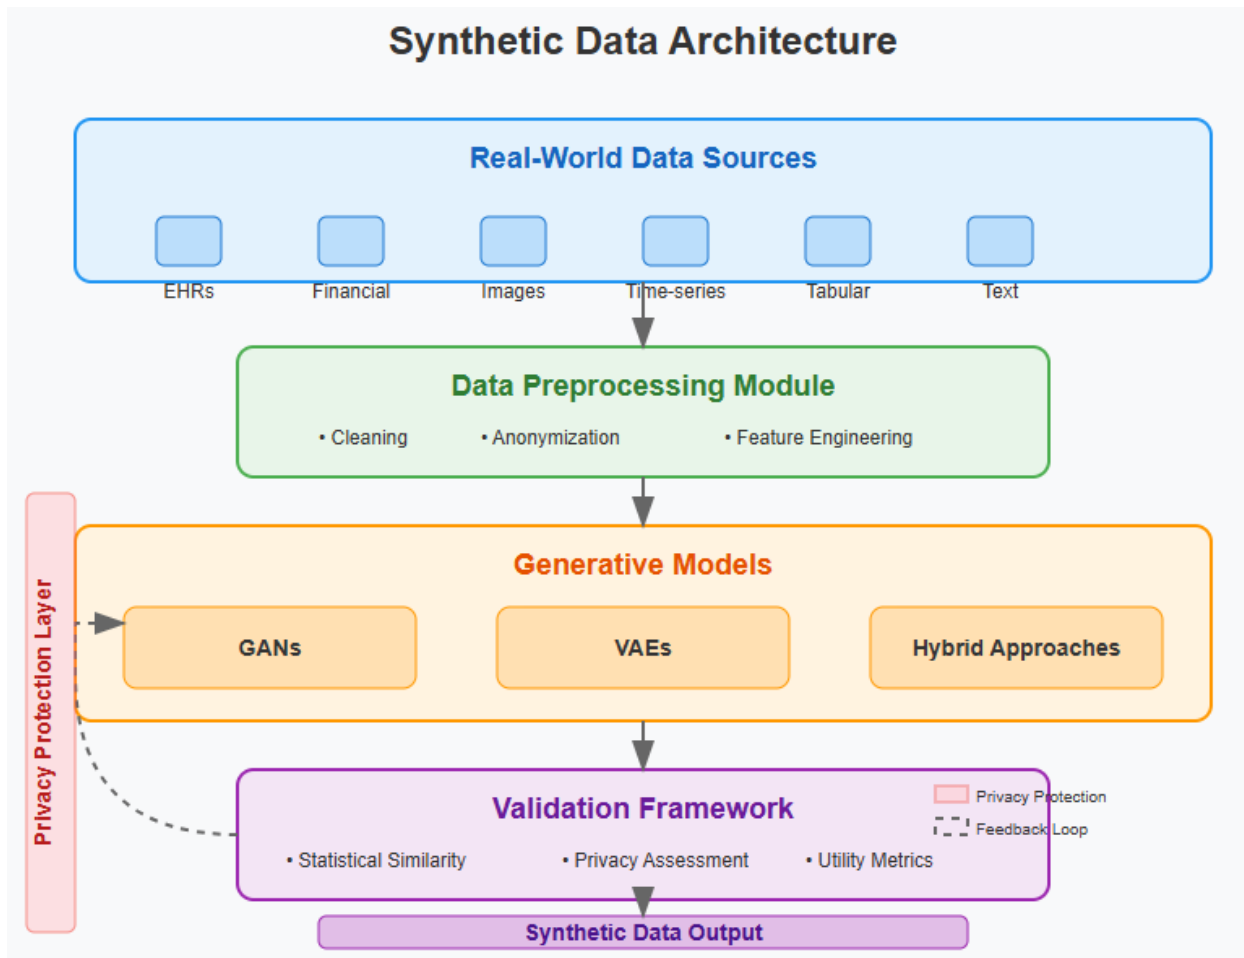 Synthetic Data Architecture
Real-World Data Sources
EHRs Financial Images Time-series Tabular Text
Data Preprocessing Module
• Cleaning • Anonymization • Feature Engineering
Privacy Protection Layer
Generative Models
GANs VAEs Hybrid Approaches
Validation Framework
Privacy Protection
Feedback Loop
• Statistical Similarity • Privacy Assessment • Utility Metrics
Synthetic Data Output